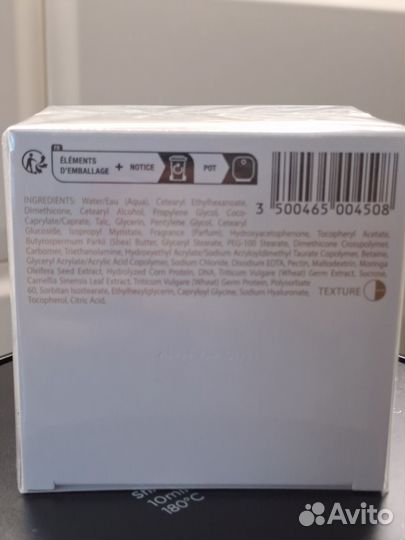 FR
ÉLÉMENTS
D'EMBALLAGE + NOTICE POT
3 500465 004508
INGREDIENTS: Water/Eau (Aqua), Cetearyl Ethylhexanoate,
Dimethicone, Cetearyl Alcohol, Propylene Glycol, Coco-
Caprylate/Caprate, Talc, Glycerin, Pentylene Glycol, Cetearyl
Glucoside, Isopropyl Myristate, Fragrance (Parfum), Hydroxyacetophenone, Tocopheryl Acetate,
Butyrospermum Parkii (Shea) Butter, Glyceryl Stearate, PEG-100 Stearate, Dimethicone Crosspolymer,
Carbomer, Triethanolamine, Hydroxyethyl Acrylate/Sodium Acryloyldimethyl Taurate Copolymer, Betaine,
Glyceryl Acrylate/Acrylic Acid Copolymer, Sodium Chloride, Disodium EDTA, Pectin, Maltodextrin, Moringa
Oleifera Seed Extract, Hydrolyzed Corn Protein, DNA, Triticum Vulgare (Wheat) Germ Extract, Sucrose,
Camellia Sinensis Leaf Extract, Triticum Vulgare (Wheat) Germ Protein, Polysorbate
60, Sorbitan Isostearate, Ethylhexylglycerin, Capryloyl Glycine, Sodium Hyaluronate,
Tocopherol, Citric Acid.
TEXTURE
10min
180°C
Avito